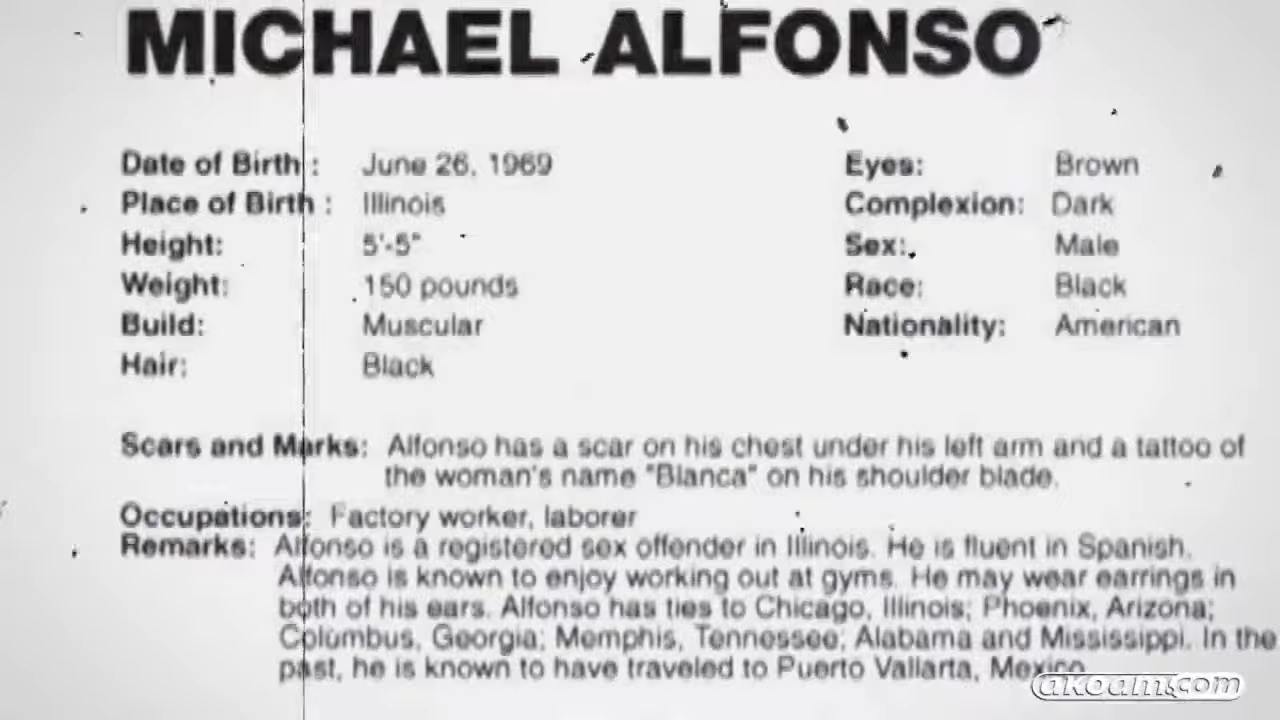 MICHAEL ALFONSO
Date of Birth : June 26, 1969 Eyes: Brown
Place of Birth : Illinois Complexion: Dark
Height: 5'-5" Sex: Male
Weight: 150 pounds Race: Black
Build: Muscular Nationality: American
Hair: Black
Scars and Marks: Alfonso has a scar on his chest under his left arm and a tattoo of
the woman's name "Blanca" on his shoulder blade.
Occupations: Factory worker, laborer
Remarks: Alfonso is a registered sex offender in Illinois. He is fluent in Spanish.
Alfonso is known to enjoy working out at gyms. He may wear earrings in
both of his ears. Alfonso has ties to Chicago, Illinois; Phoenix, Arizona;
Columbus, Georgia; Memphis, Tennessee; Alabama and Mississippi. In the
past, he is known to have traveled to Puerto Vallarta, Mexico
akoam.com